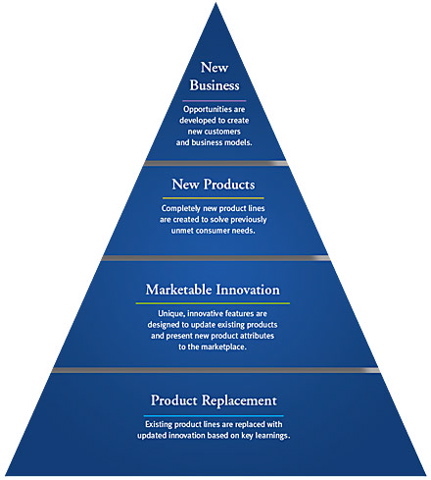 New
Business
Opportunities are
developed to create
new customers
and business models.
New Products
Completely new product lines
are created to solve previously
unmet consumer needs.
Marketable Innovation
Unique, innovative features are
designed to update existing products
and present new product attributes
to the marketplace.
Product Replacement
Existing product lines are replaced with
updated innovation based on key learnings.